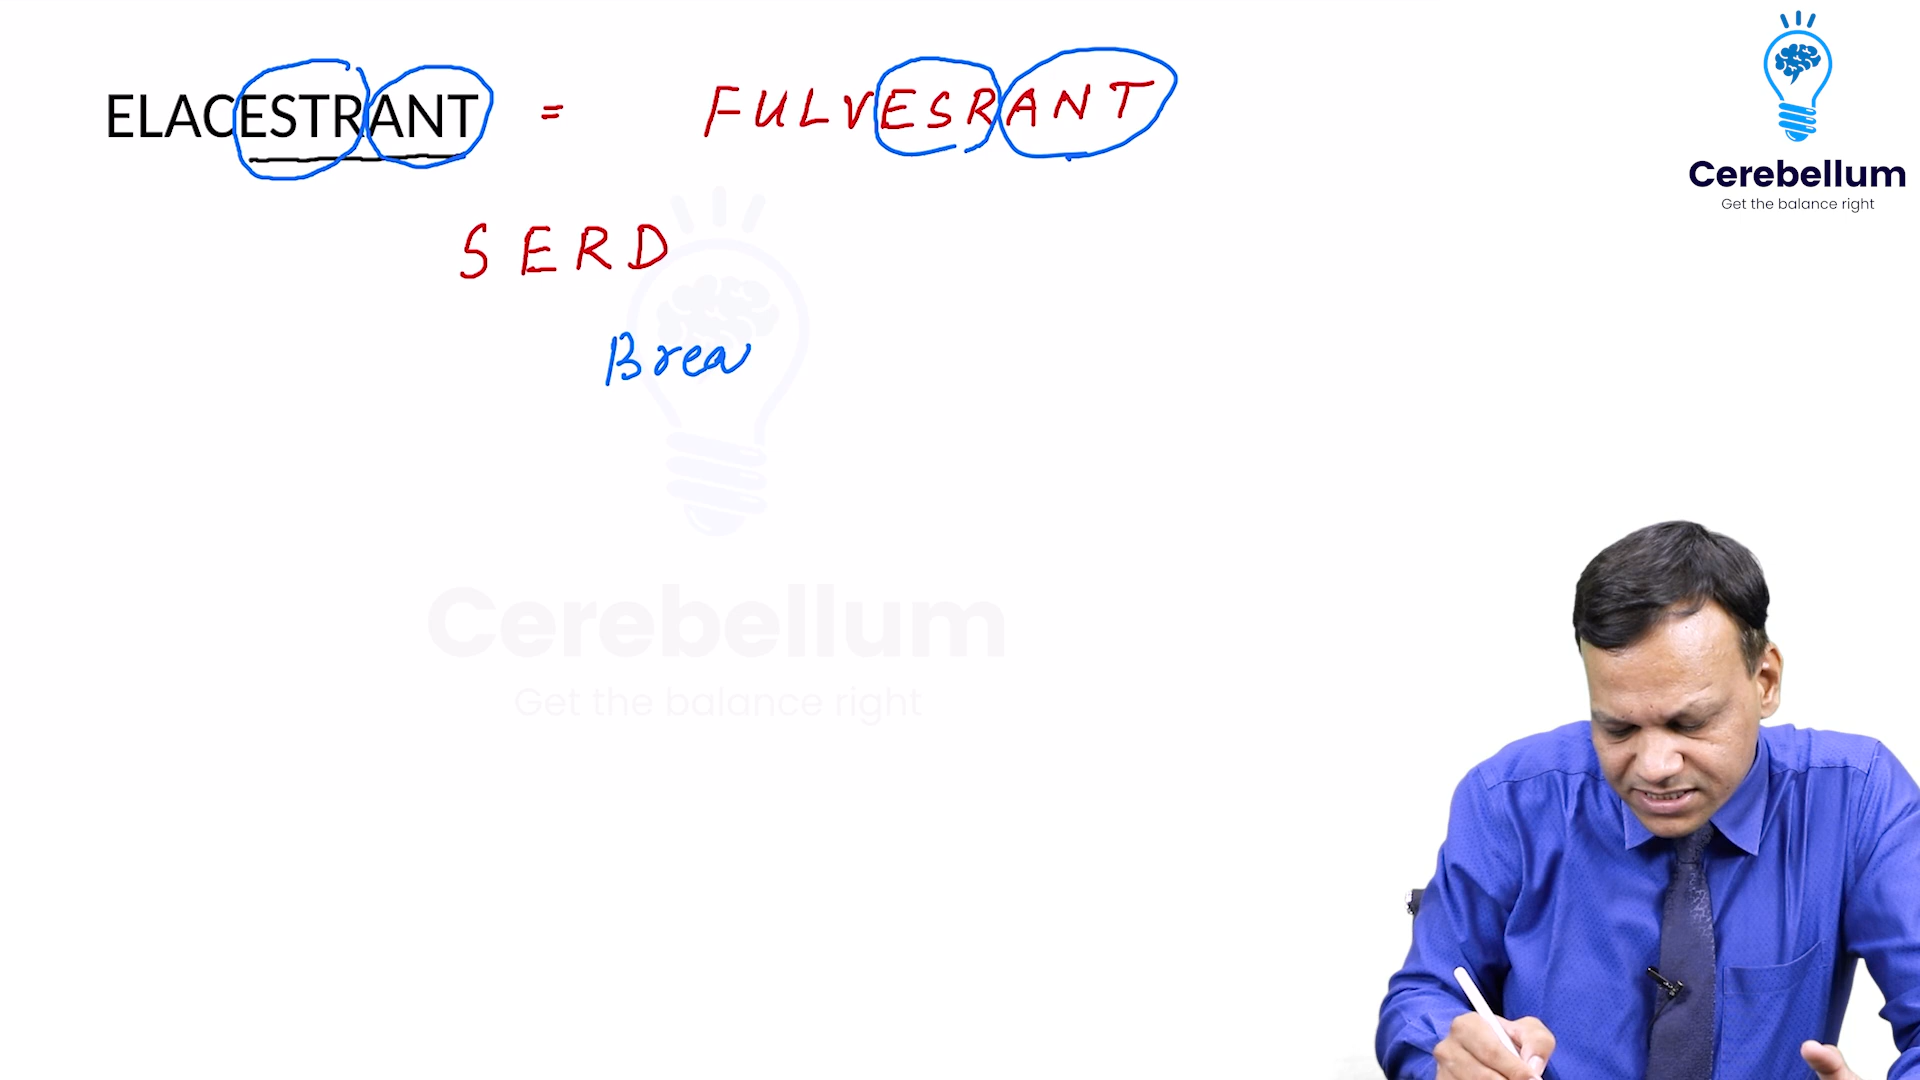 ELACESTRANT = FULVESRANT
SERD
Brea
Cerebellum
Get the balance right
Cerebellum
Get the balance right